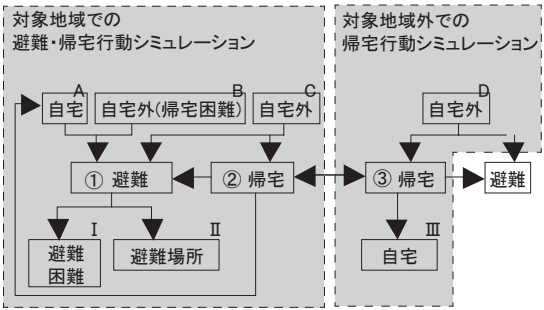 対象地域での
避難・帰宅行動シミュレーション
対象地域外での
帰宅行動シミュレーション
A
自宅
B
自宅外(帰宅困難)
C
自宅外
D
自宅外
① 避難
② 帰宅
③ 帰宅
避難
I
避難
困難
II
避難場所
III
自宅